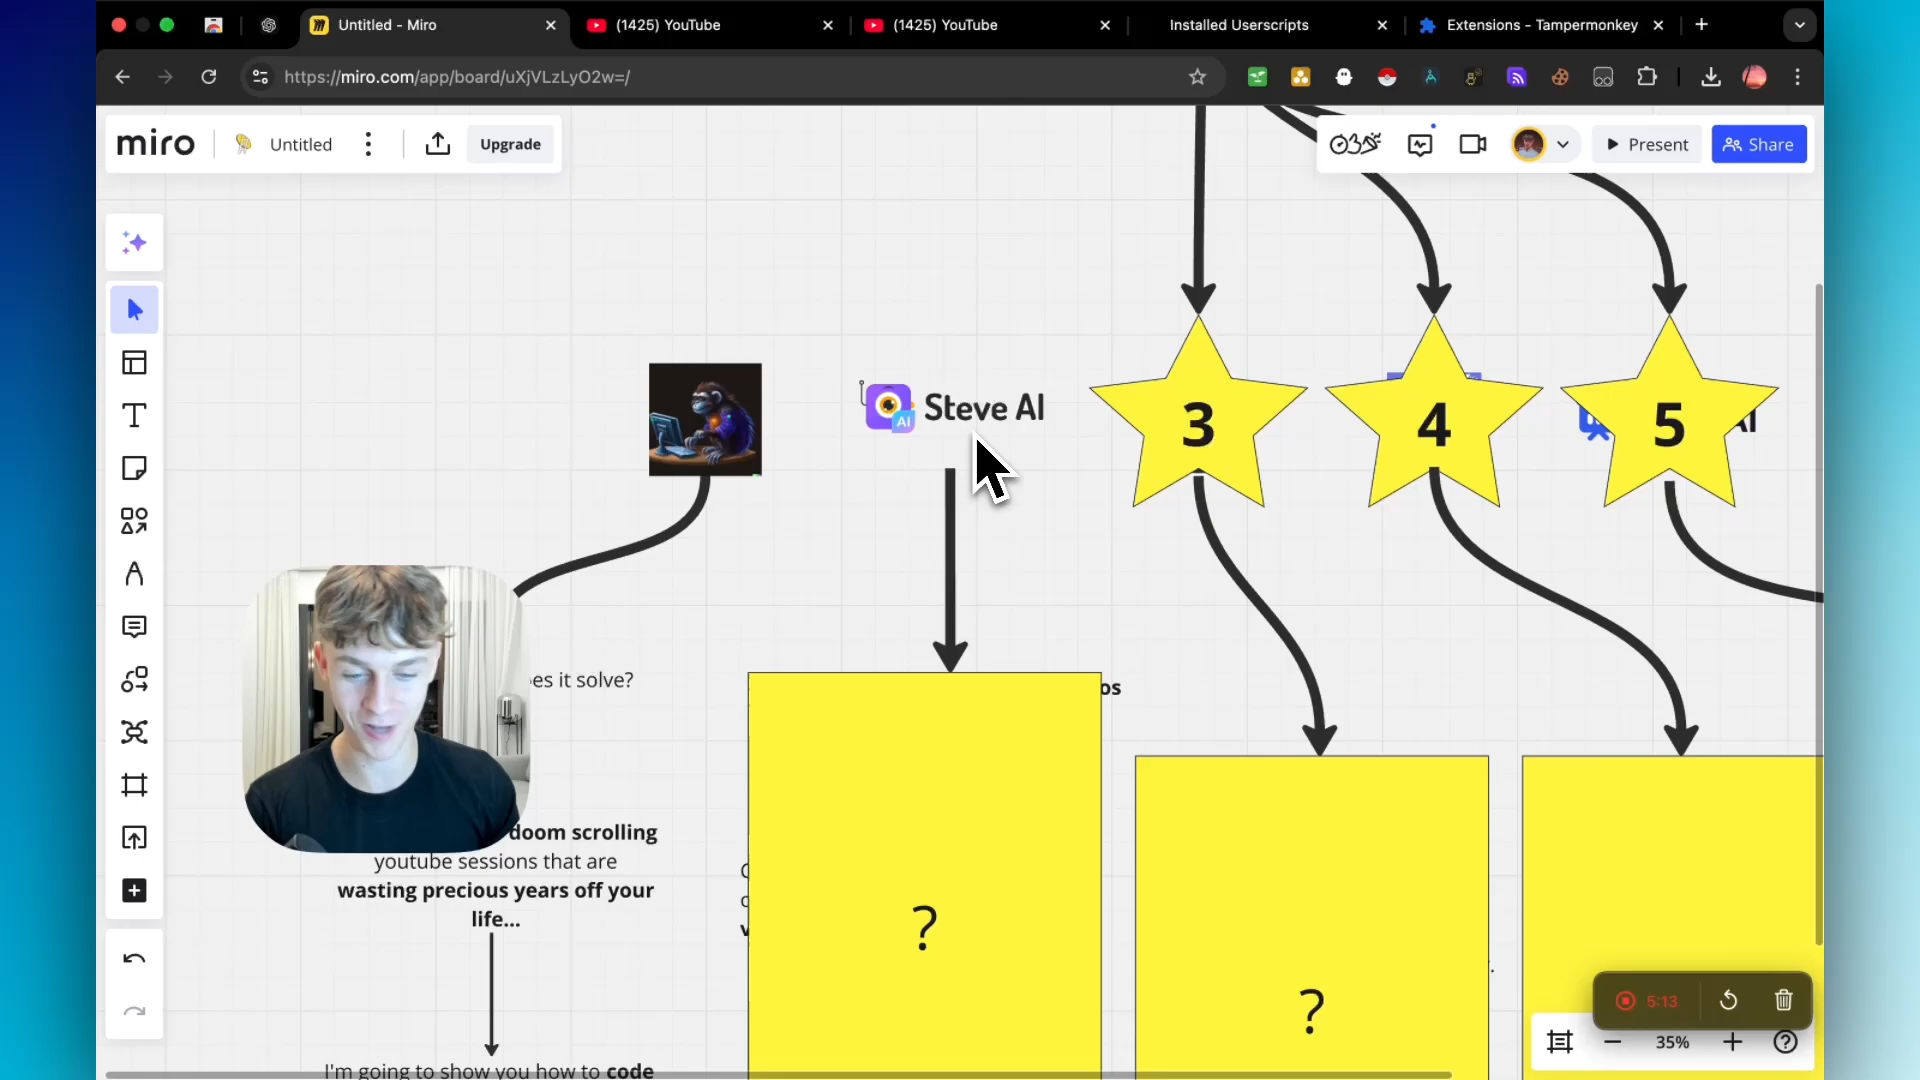 Untitled - Miro
(1425) YouTube
(1425) YouTube
Installed Userscripts
Extensions - Tampermonkey
https://miro.com/app/board/uXjVLzLyO2w=/
miro
Untitled
Upgrade
Present
Share
AI
Steve AI
3
4
5
es it solve?
os
doom scrolling
youtube sessions that are
wasting precious years off your
life...
?
?
5:13
35%
I'm going to show you how to code